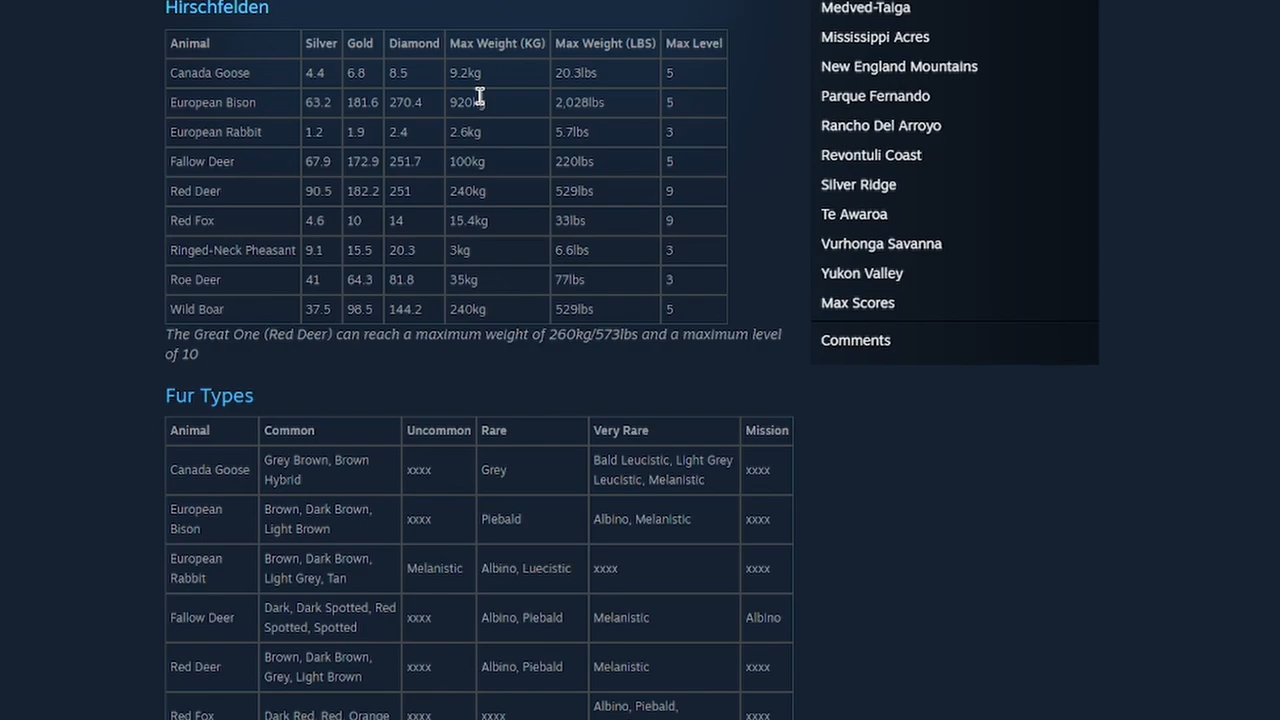 Hirschfelden
Animal Silver Gold Diamond Max Weight (KG) Max Weight (LBS) Max Level
Canada Goose 4.4 6.8 8.5 9.2kg 20.3lbs 5
European Bison 63.2 181.6 270.4 920kg 2,028lbs 5
European Rabbit 1.2 1.9 2.4 2.6kg 5.7lbs 3
Fallow Deer 67.9 172.9 251.7 100kg 220lbs 5
Red Deer 90.5 182.2 251 240kg 529lbs 9
Red Fox 4.6 10 14 15.4kg 33lbs 9
Ringed-Neck Pheasant 9.1 15.5 20.3 3kg 6.6lbs 3
Roe Deer 41 64.3 81.8 35kg 77lbs 3
Wild Boar 37.5 98.5 144.2 240kg 529lbs 5
The Great One (Red Deer) can reach a maximum weight of 260kg/573lbs and a maximum level
of 10
Fur Types
Animal Common Uncommon Rare Very Rare Mission
Canada Goose Grey Brown, Brown
Hybrid xxxx Grey Bald Leucistic, Light Grey
Leucistic, Melanistic xxxx
European
Bison Brown, Dark Brown,
Light Brown xxxx Piebald Albino, Melanistic xxxx
European
Rabbit Brown, Dark Brown,
LIght Grey, Tan Melanistic Albino, Luecistic xxxx xxxx
Fallow Deer Dark, Dark Spotted, Red
Spotted, Spotted xxxx Albino, Piebald Melanistic Albino
Red Deer Brown, Dark Brown,
Grey, Light Brown xxxx Albino, Piebald Melanistic xxxx
Red Fox Dark Red, Red, Orange xxxx xxxx Albino, Piebald, xxxx
Medved-Taiga
Mississippi Acres
New England Mountains
Parque Fernando
Rancho Del Arroyo
Revontuli Coast
Silver Ridge
Te Awaroa
Vurhonga Savanna
Yukon Valley
Max Scores
Comments